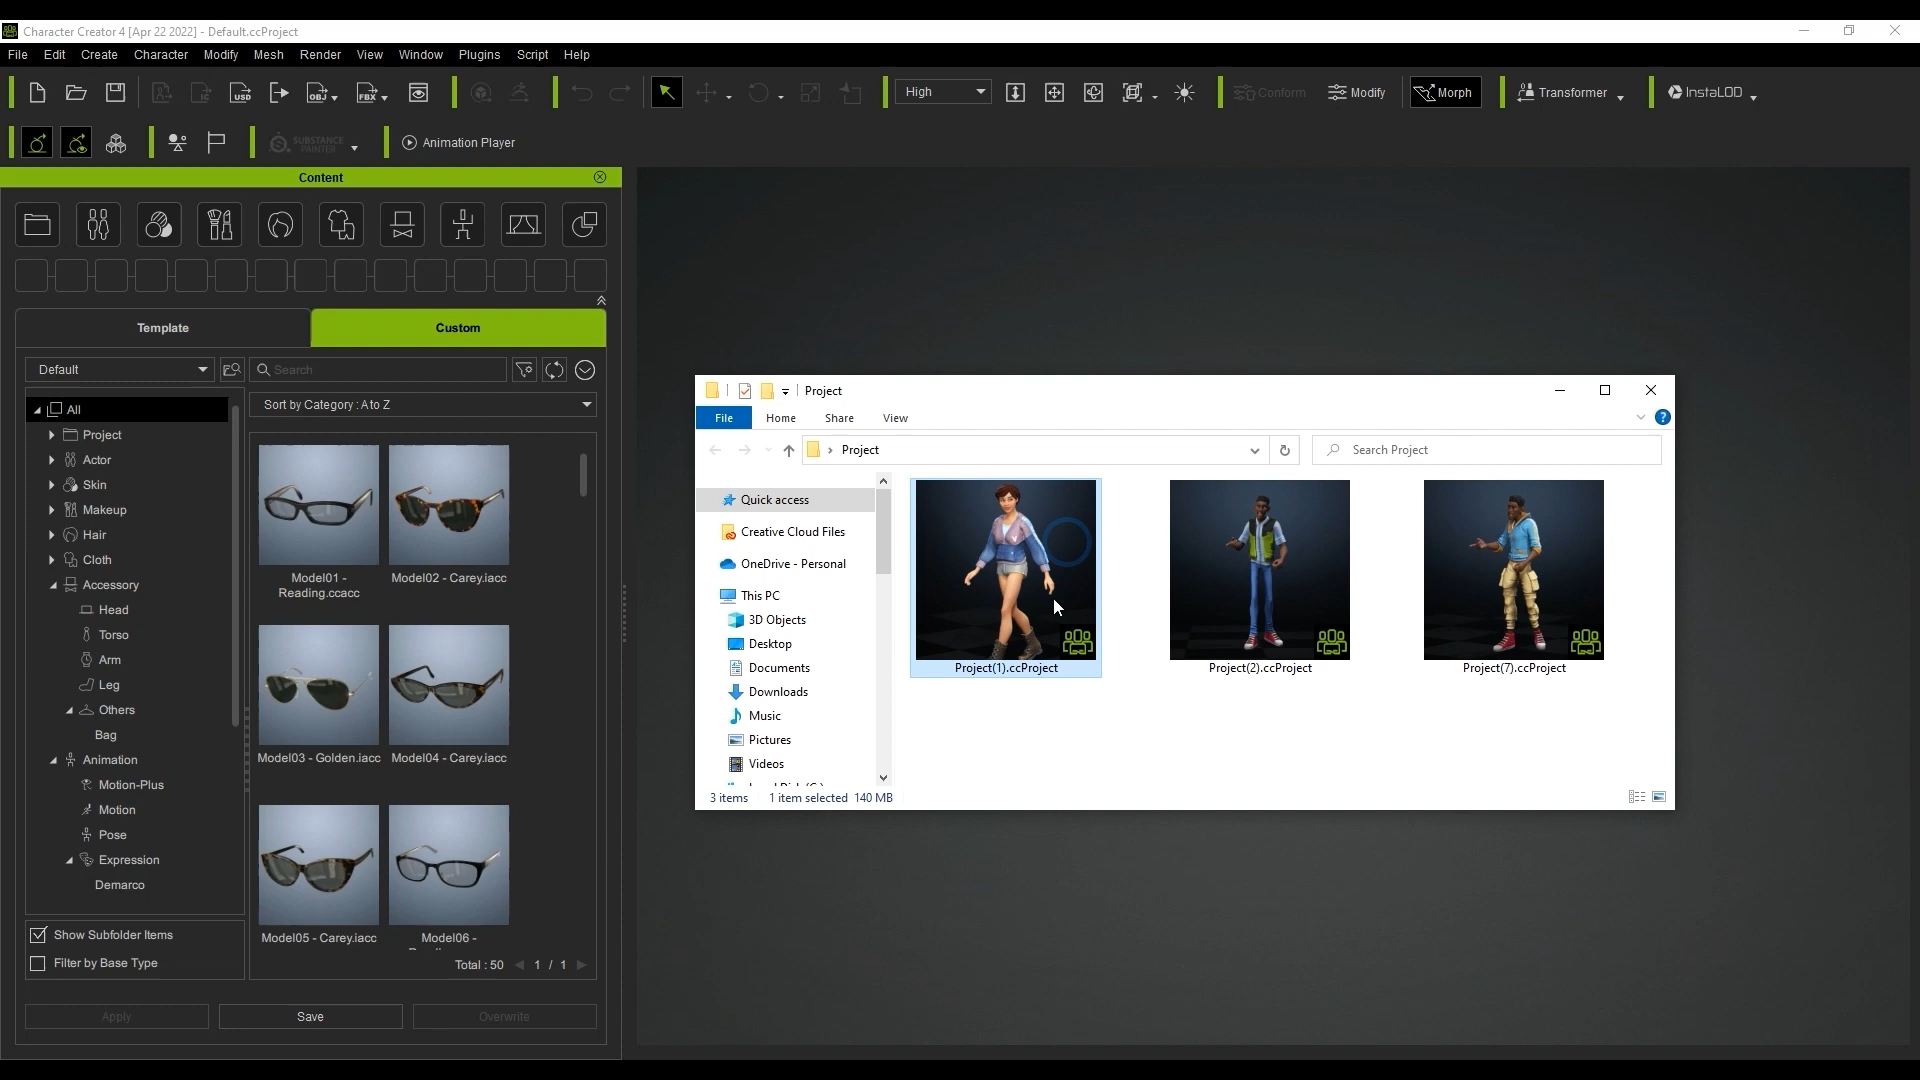 Character Creator 4 [Apr 22 2022] - Default.ccProject
File Edit Create Character Modify Mesh Render View Window Plugins Script Help
IC USD OBJ FBX High Conform Modify Morph Transformer InstaLOD
SUBSTANCE PAINTER Animation Player
Content
Template Custom
Default Search
Sort by Category : A to Z
All
Project
Actor
Skin
Makeup
Hair
Cloth
Accessory
Head
Torso
Arm
Leg
Others
Bag
Animation
Motion-Plus
Motion
Pose
Expression
Demarco
Show Subfolder Items
Filter by Base Type
Model01 -
Reading.ccacc
Model02 - Carey.iacc
Model03 - Golden.iacc
Model04 - Carey.iacc
Model05 - Carey.iacc
Model06 -
Total : 50 1 / 1
Apply Save Overwrite
Project
File Home Share View
Project Search Project
Quick access
Creative Cloud Files
OneDrive - Personal
This PC
3D Objects
Desktop
Documents
Downloads
Music
Pictures
Videos
Project(1).ccProject
Project(2).ccProject
Project(7).ccProject
3 items 1 item selected 140 MB